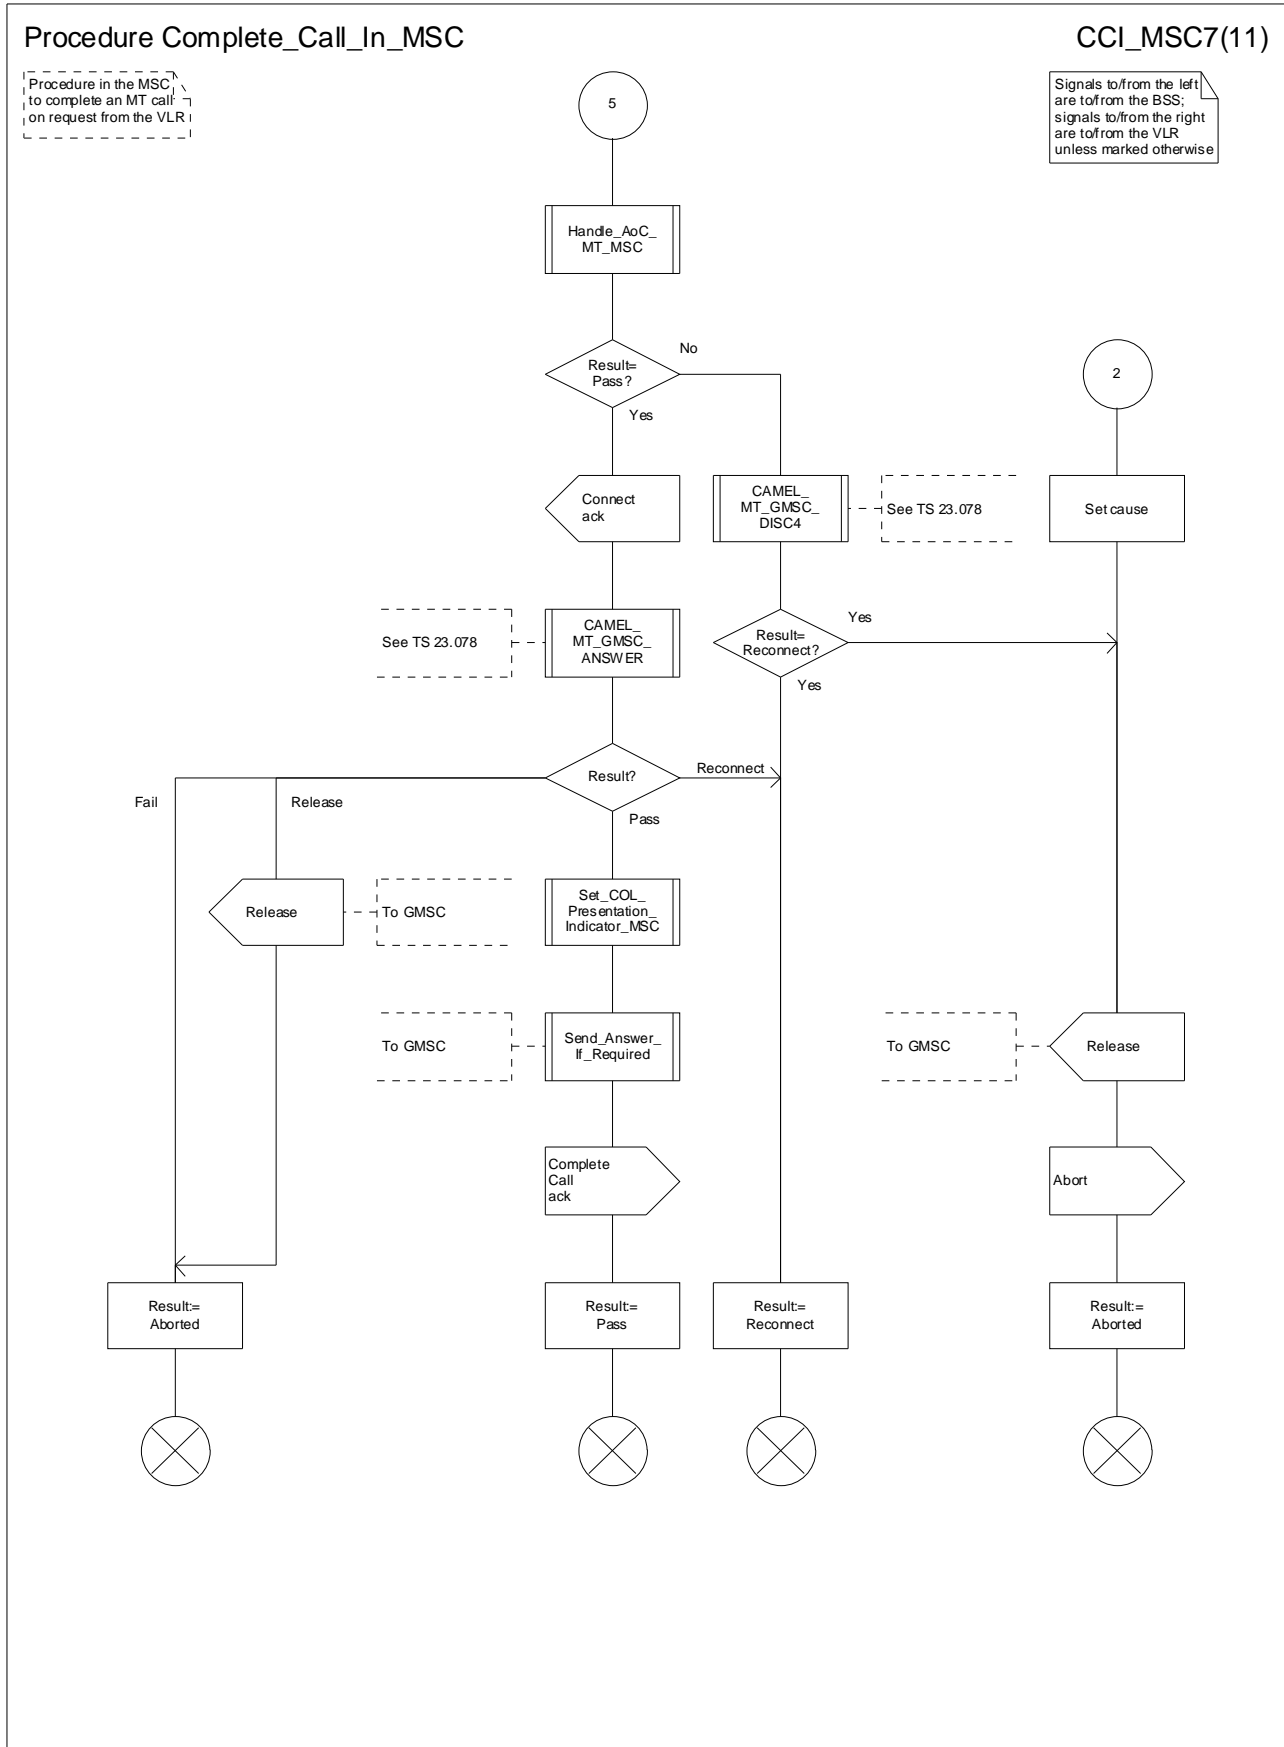 Procedure Complete_Call_In_MSC
CCI_MSC7(11)
Procedure in the MSC
to complete an MT call
on request from the VLR
5
Signals to/from the left
are to/from the BSS;
signals to/from the right
are to/from the VLR
unless marked otherwise
Handle_AoC_
MT_MSC
No
Result=
Pass?
Yes
2
Connect
ack
CAMEL_
MT_GMSC_
DISC4
See TS 23.078
Set cause
See TS 23.078
CAMEL_
MT_GMSC_
ANSWER
Result=
Reconnect?
Yes
Yes
Result?
Reconnect
Fail
Release
Pass
Release
To GMSC
Set_COL_
Presentation_
Indicator_MSC
To GMSC
Send_Answer_
If_Required
To GMSC
Release
Complete
Call
ack
Abort
Result:=
Aborted
Result:=
Pass
Result:=
Reconnect
Result:=
Aborted